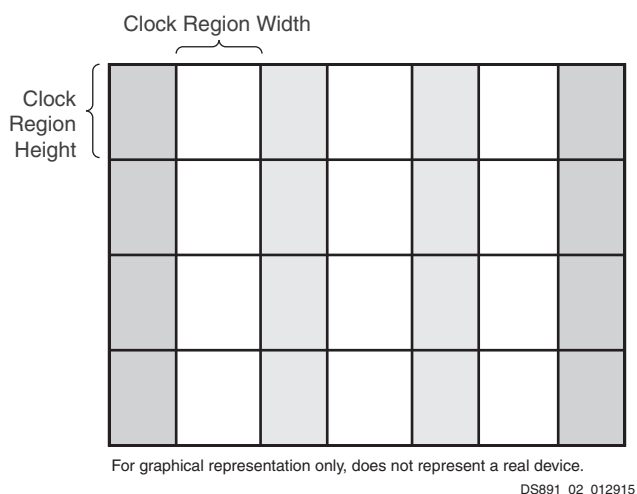 Clock Region Width
Clock
Region
Height
For graphical representation only, does not represent a real device.
DS891_02_012915